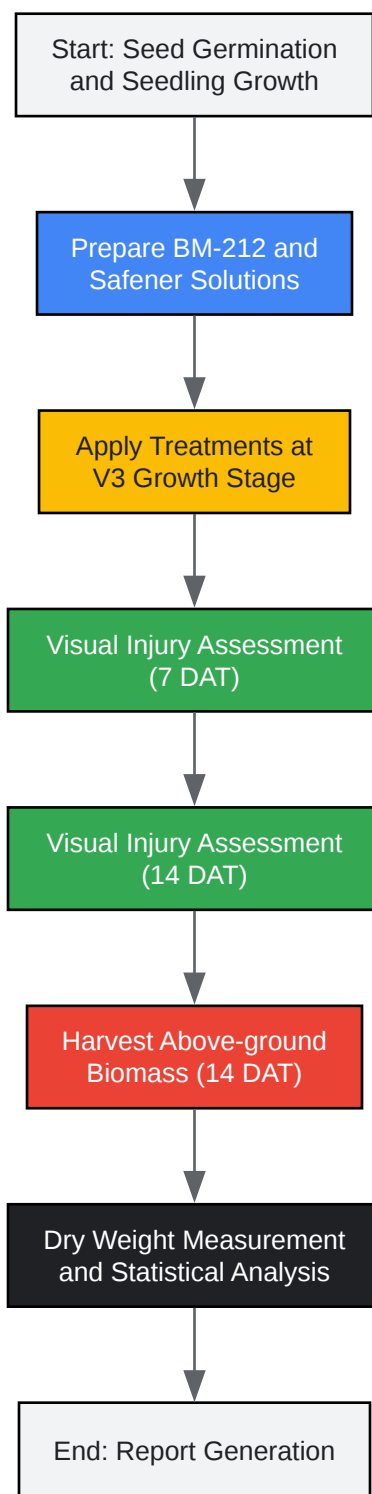 Start: Seed Germination
and Seedling Growth
Prepare BM-212 and
Safener Solutions
Apply Treatments at
V3 Growth Stage
Visual Injury Assessment
(7 DAT)
Visual Injury Assessment
(14 DAT)
Harvest Above-ground
Biomass (14 DAT)
Dry Weight Measurement
and Statistical Analysis
End: Report Generation